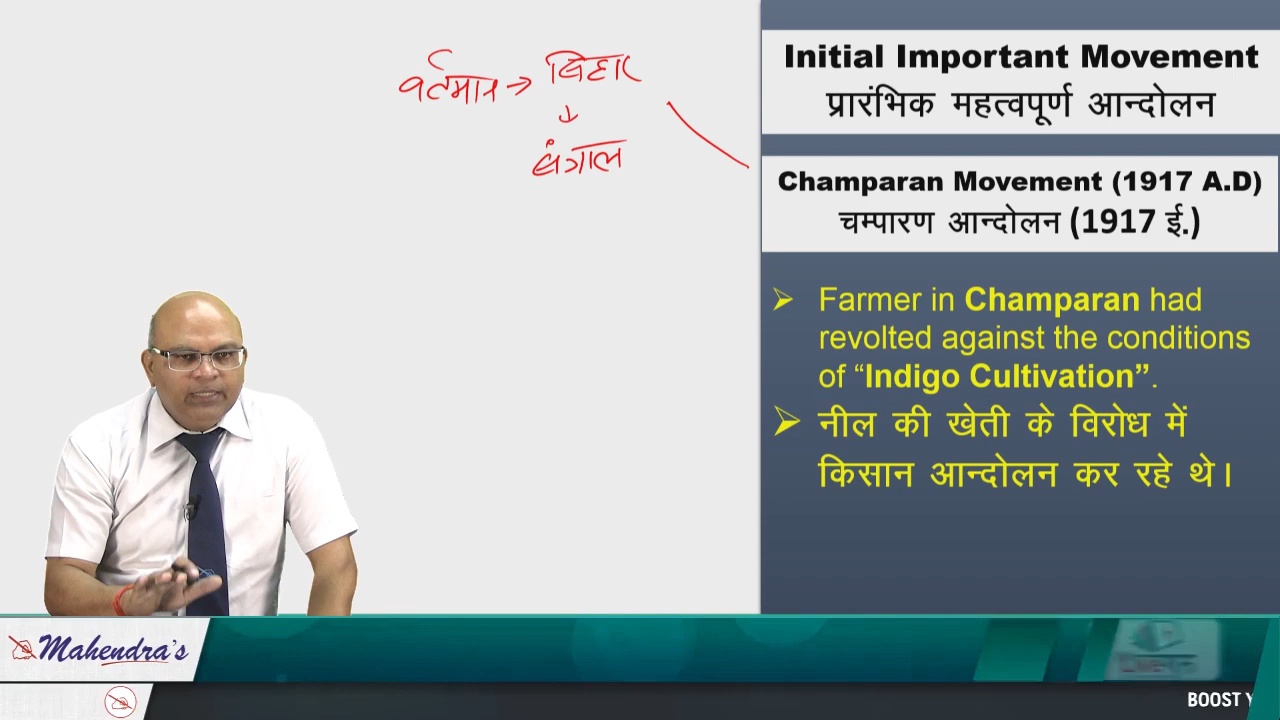 वर्तमान → बिहार
↓
बंगाल
Initial Important Movement
प्रारंभिक महत्वपूर्ण आन्दोलन
Champaran Movement (1917 A.D)
चम्पारण आन्दोलन (1917 ई.)
➢ Farmer in Champaran had
revolted against the conditions
of “Indigo Cultivation”.
➢ नील की खेती के विरोध में
किसान आन्दोलन कर रहे थे।
Mahendra's
BOOST Y